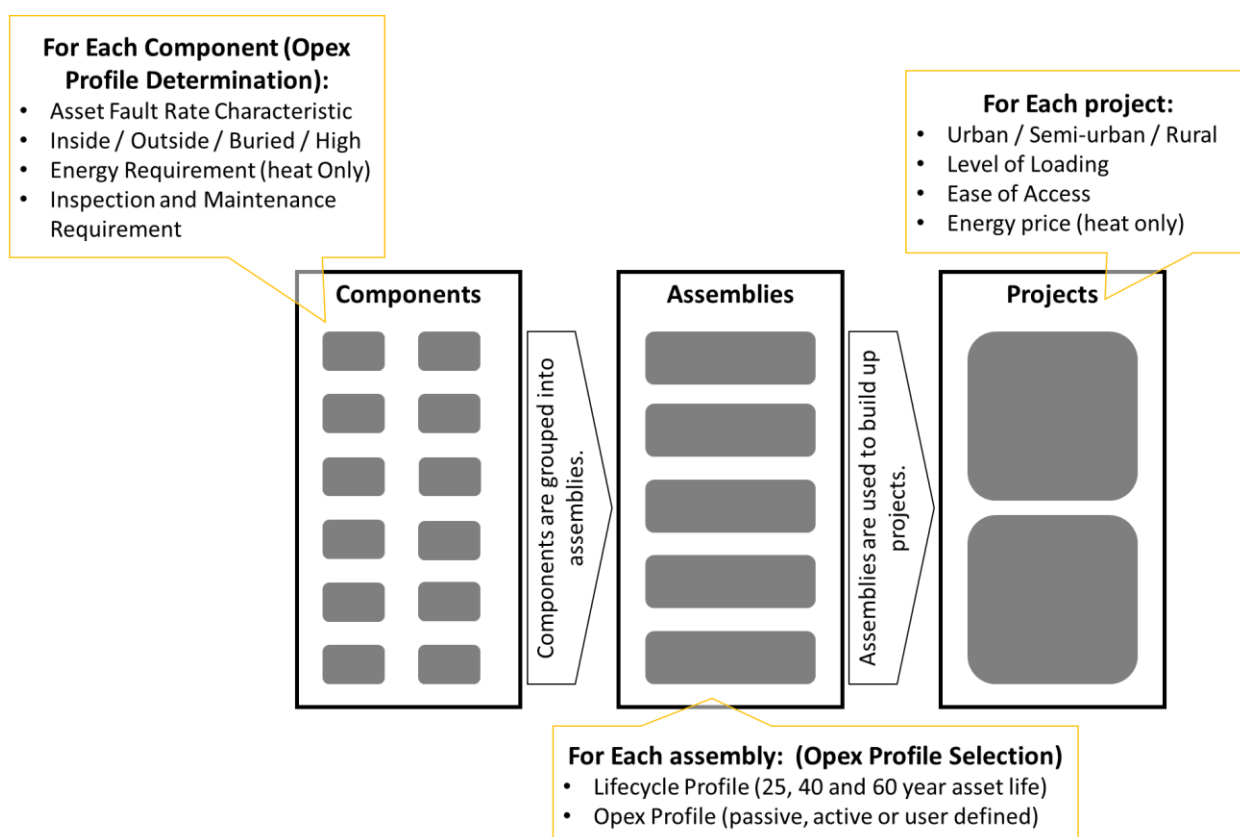 For Each Component (Opex
Profile Determination):
• Asset Fault Rate Characteristic
• Inside / Outside / Buried / High
• Energy Requirement (heat Only)
• Inspection and Maintenance
Requirement
For Each project:
• Urban / Semi-urban / Rural
• Level of Loading
• Ease of Access
• Energy price (heat only)
Components
Components are grouped into
assemblies.
Assemblies
Assemblies are used to build up
projects.
Projects
For Each assembly: (Opex Profile Selection)
• Lifecycle Profile (25, 40 and 60 year asset life)
• Opex Profile (passive, active or user defined)